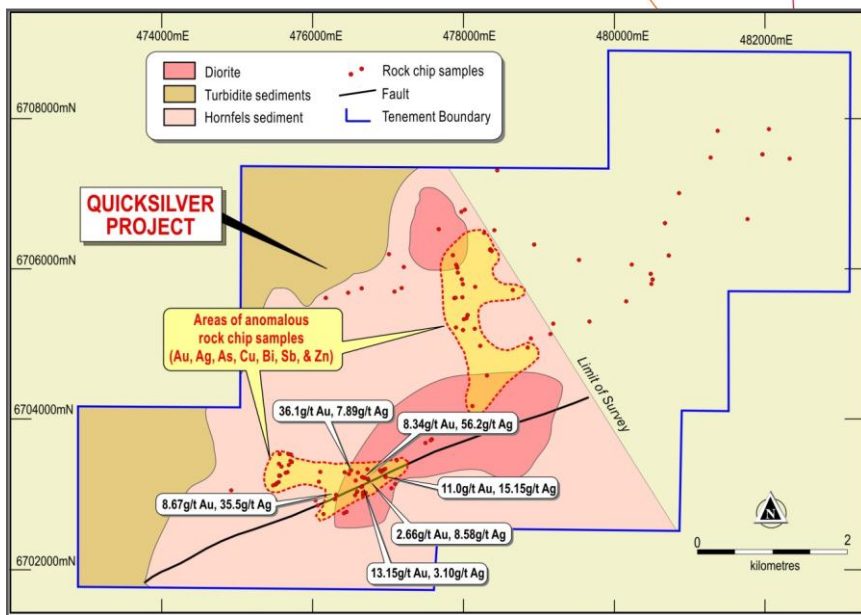 474000mE
476000mE
478000mE
480000mE
482000mE
6708000mN
6706000mN
6704000mN
6702000mN
Diorite
Turbidite sediments
Hornfels sediment
Rock chip samples
Fault
Tenement Boundary
QUICKSILVER
PROJECT
Areas of anomalous
rock chip samples
(Au, Ag, As, Cu, Bi, Sb, & Zn)
Limit of Survey
36.1g/t Au, 7.89g/t Ag
8.34g/t Au, 56.2g/t Ag
8.67g/t Au, 35.5g/t Ag
11.0g/t Au, 15.15g/t Ag
2.66g/t Au, 8.58g/t Ag
13.15g/t Au, 3.10g/t Ag
N
0 2
kilometres